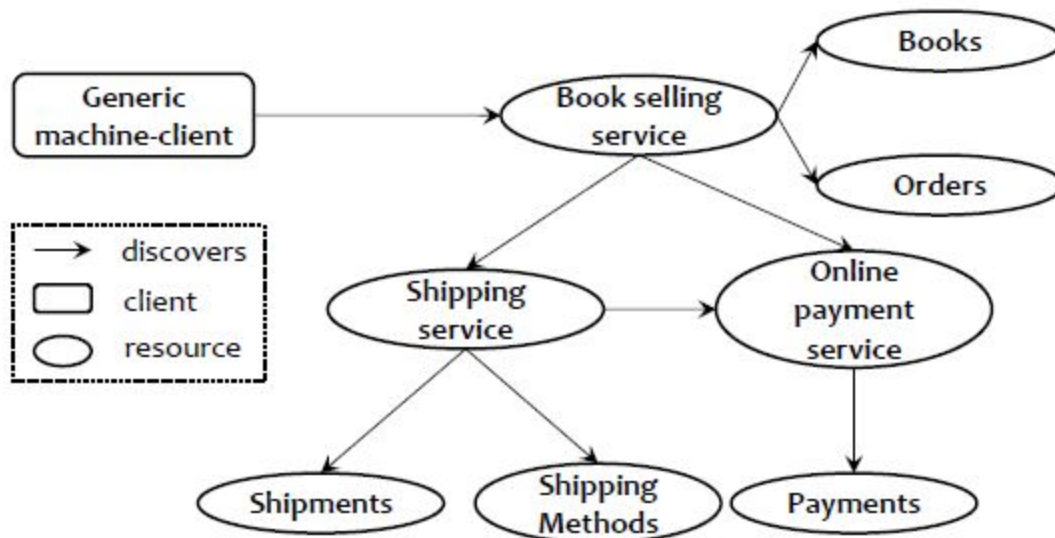 Generic
machine-client
Book selling
service
Books
Orders
discovers
client
resource
Shipping
service
Online
payment
service
Shipments
Shipping
Methods
Payments